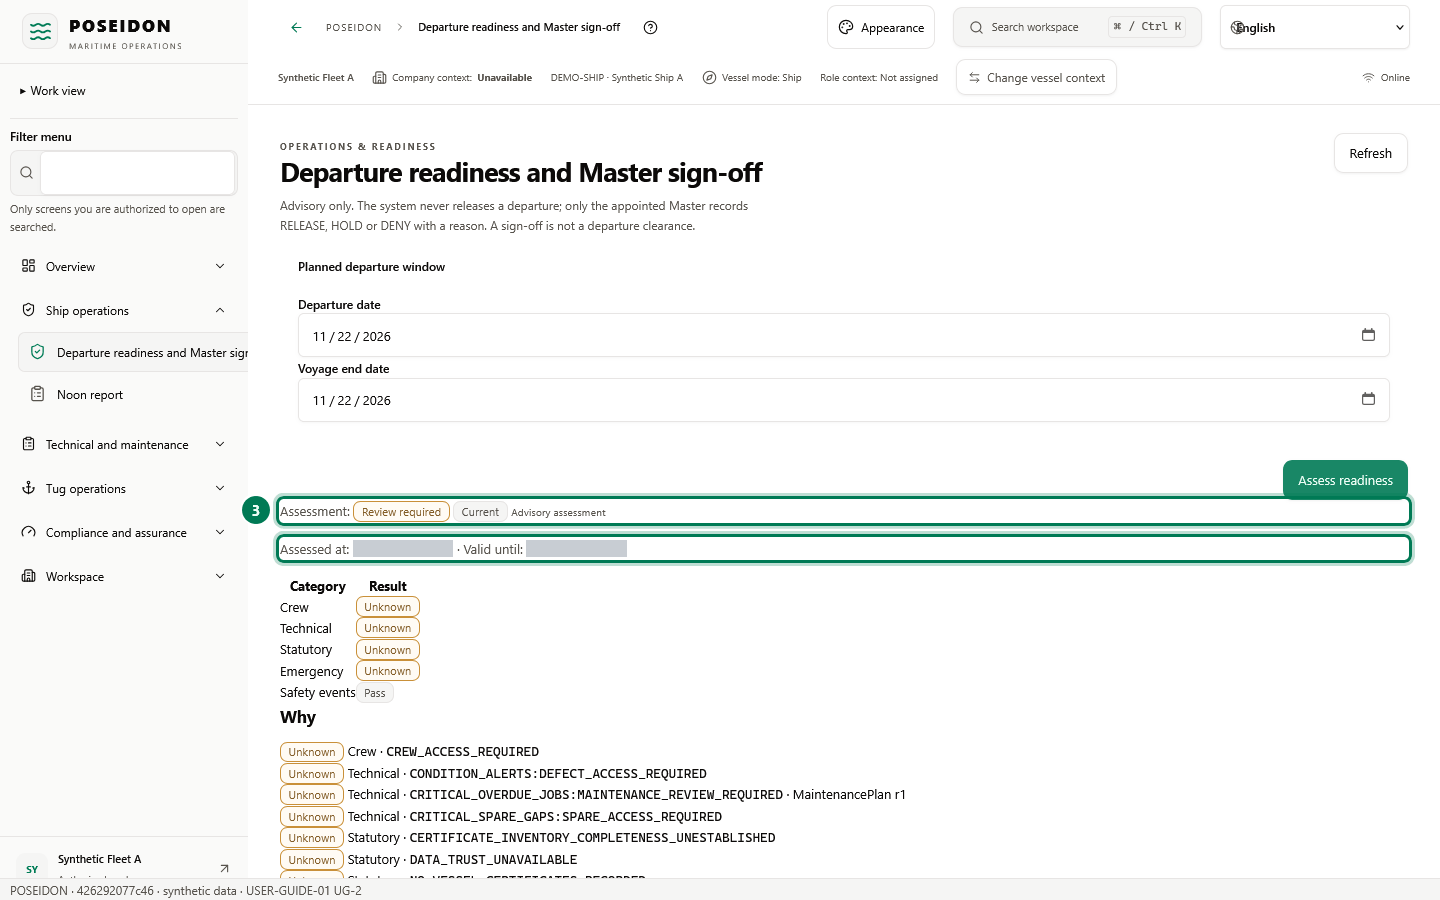 POSEIDON
MARITIME OPERATIONS
Work view
Filter menu
Only screens you are authorized to open are
searched.
Overview
Ship operations
Departure readiness and Master sign
Noon report
Technical and maintenance
Tug operations
Compliance and assurance
Workspace
SY
Synthetic Fleet A
POSEIDON
Departure readiness and Master sign-off
Appearance
Search workspace
⌘ / Ctrl K
English
Synthetic Fleet A
Company context: Unavailable
DEMO-SHIP · Synthetic Ship A
Vessel mode: Ship
Role context: Not assigned
Change vessel context
Online
OPERATIONS & READINESS
Departure readiness and Master sign-off
Refresh
Advisory only. The system never releases a departure; only the appointed Master records
RELEASE, HOLD or DENY with a reason. A sign-off is not a departure clearance.
Planned departure window
Departure date
11 / 22 / 2026
Voyage end date
11 / 22 / 2026
Assess readiness
3
Assessment: Review required Current Advisory assessment
Assessed at: · Valid until:
Category Result
Crew Unknown
Technical Unknown
Statutory Unknown
Emergency Unknown
Safety events Pass
Why
Unknown Crew · CREW_ACCESS_REQUIRED
Unknown Technical · CONDITION_ALERTS:DEFECT_ACCESS_REQUIRED
Unknown Technical · CRITICAL_OVERDUE_JOBS:MAINTENANCE_REVIEW_REQUIRED · MaintenancePlan r1
Unknown Technical · CRITICAL_SPARE_GAPS:SPARE_ACCESS_REQUIRED
Unknown Statutory · CERTIFICATE_INVENTORY_COMPLETENESS_UNESTABLISHED
Unknown Statutory · DATA_TRUST_UNAVAILABLE
POSEIDON · 426292077c46 · synthetic data · USER-GUIDE-01 UG-2